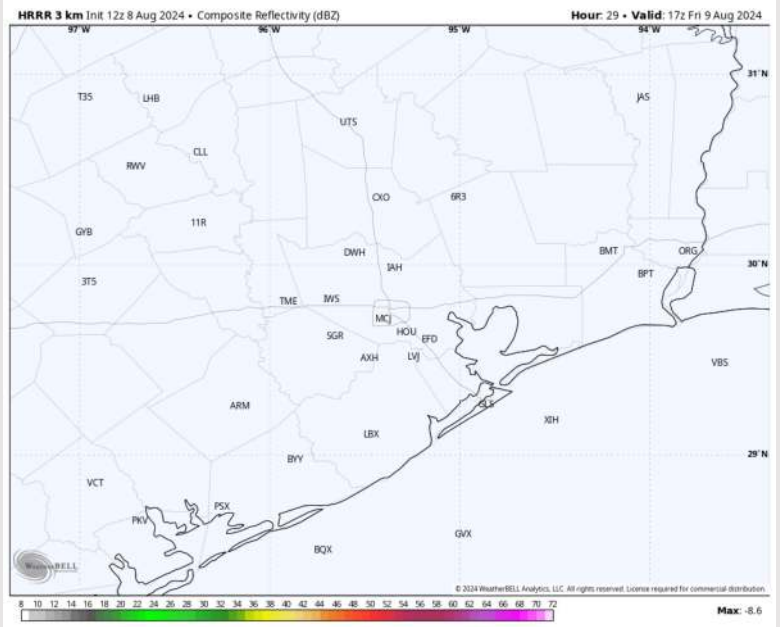 HRRR 3 km Init 12z 8 Aug 2024 • Composite Reflectivity (dBZ) Hour: 29 • Valid: 17z Fri 9 Aug 2024
97°W 96°W 95°W 94°W
31°N
T35 LHB JAS
UTS
CLL
RWV
CXO 6R3
11R
GYB
DWH BMT ORG
IAH 30°N
BPT
3T5
TME IWS
MCJ
SGR HOU EFD
AXH LVJ VBS
ARM GLS
XIH
LBX
29°N
BYY
VCT
PSX
PKV
GVX
BQX
WeatherBELL
© 2024 WeatherBELL Analytics, LLC. All rights reserved. License required for commercial distribution.
8 10 12 14 16 18 20 22 24 26 28 30 32 34 36 38 40 42 44 46 48 50 52 54 56 58 60 62 64 66 68 70 72
Max: -8.6